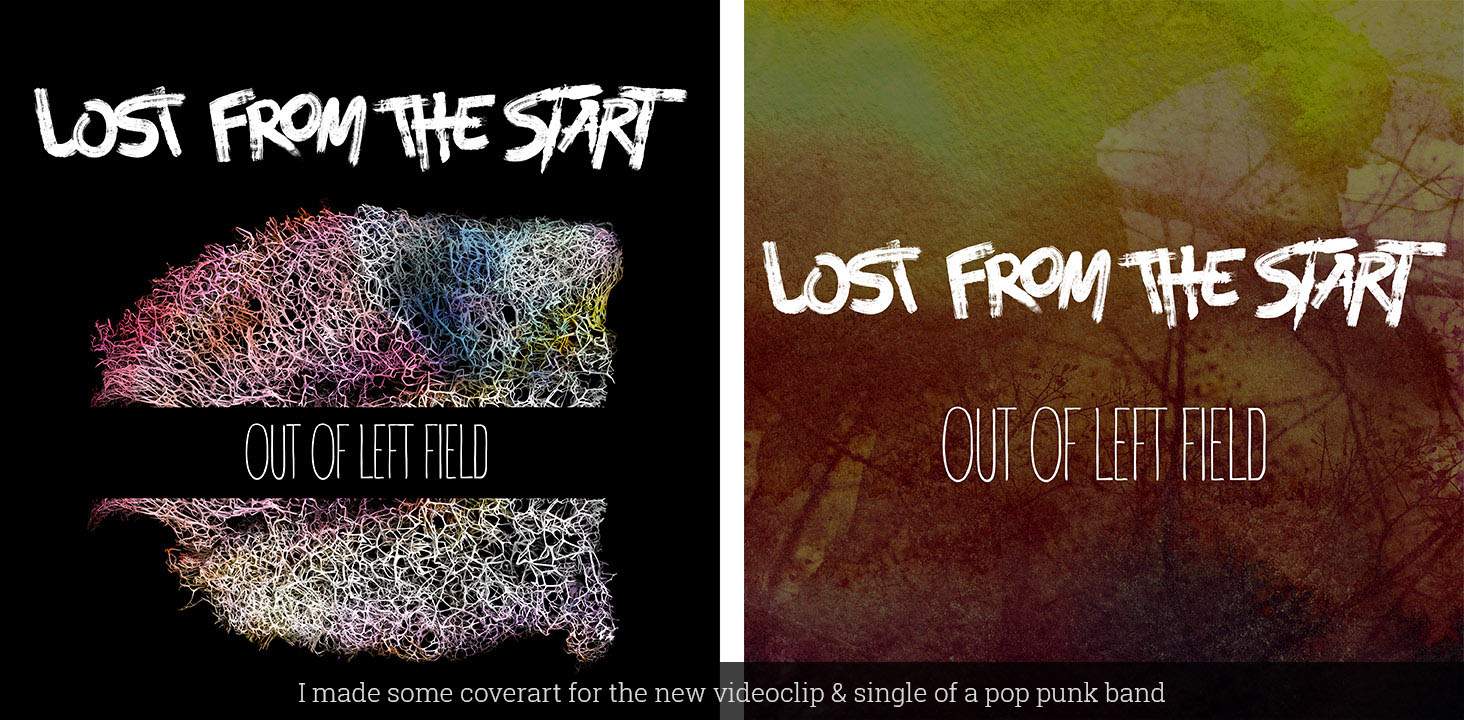 LOST FROM THE START
OUT OF LEFT FIELD
LOST FROM THE START
OUT OF LEFT FIELD
I made some coverart for the new videoclip & single of a pop punk band